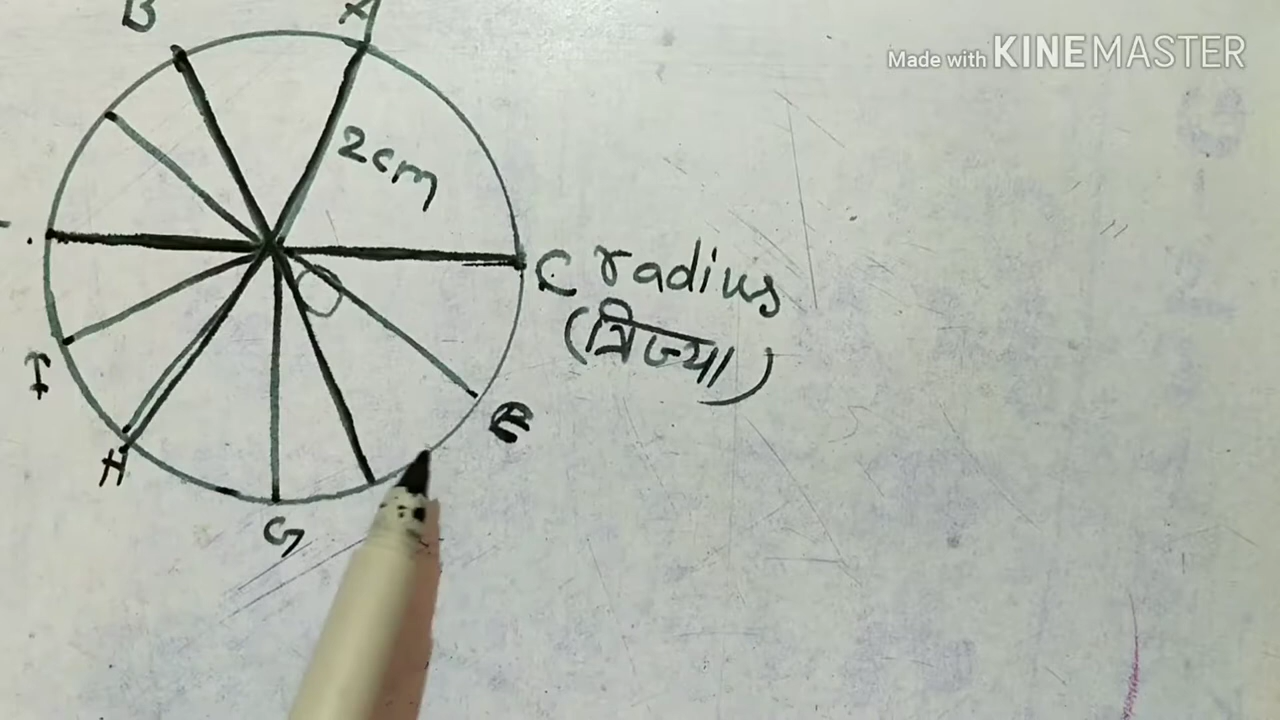 B
A
Made with KINEMASTER
2cm
C radius
(त्रिज्या)
I
E
H
G